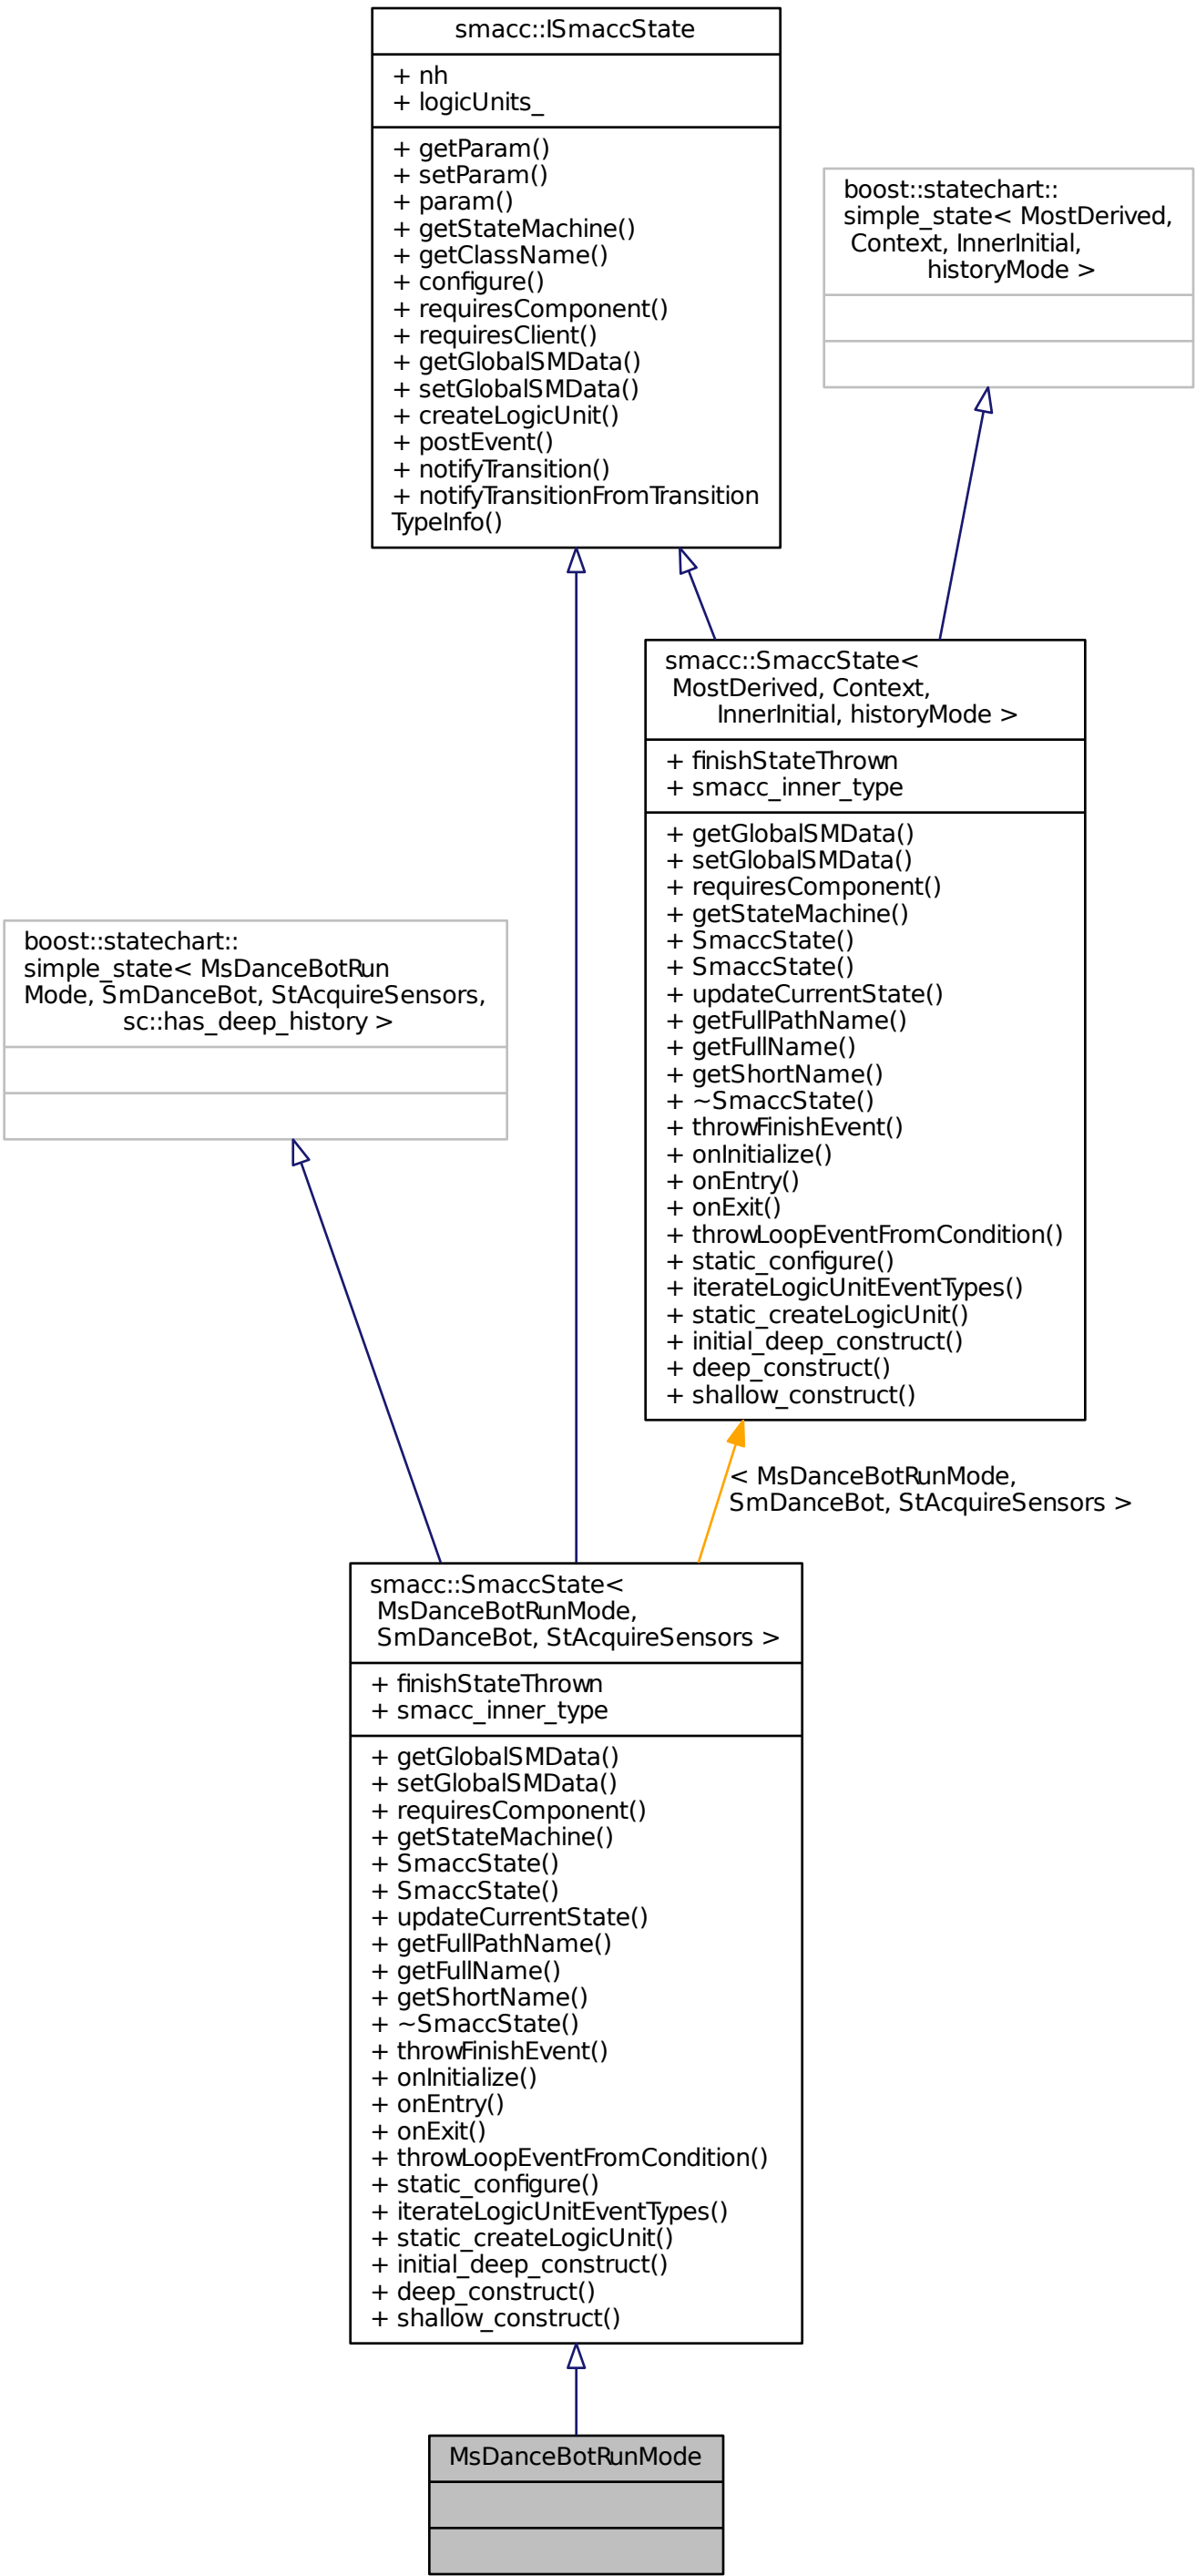 smacc::ISmaccState
+ nh
+ logicUnits_
+ getParam()
+ setParam()
+ param()
+ getStateMachine()
+ getClassName()
+ configure()
+ requiresComponent()
+ requiresClient()
+ getGlobalSMData()
+ setGlobalSMData()
+ createLogicUnit()
+ postEvent()
+ notifyTransition()
+ notifyTransitionFromTransition
TypeInfo()
boost::statechart::
simple_state< MostDerived,
Context, InnerInitial,
historyMode >
smacc::SmaccState<
MostDerived, Context,
InnerInitial, historyMode >
+ finishStateThrown
+ smacc_inner_type
+ getGlobalSMData()
+ setGlobalSMData()
+ requiresComponent()
+ getStateMachine()
+ SmaccState()
+ SmaccState()
+ updateCurrentState()
+ getFullPathName()
+ getFullName()
+ getShortName()
+ ~SmaccState()
+ throwFinishEvent()
+ onInitialize()
+ onEntry()
+ onExit()
+ throwLoopEventFromCondition()
+ static_configure()
+ iterateLogicUnitEventTypes()
+ static_createLogicUnit()
+ initial_deep_construct()
+ deep_construct()
+ shallow_construct()
boost::statechart::
simple_state< MsDanceBotRun
Mode, SmDanceBot, StAcquireSensors,
sc::has_deep_history >
< MsDanceBotRunMode,
SmDanceBot, StAcquireSensors >
smacc::SmaccState<
MsDanceBotRunMode,
SmDanceBot, StAcquireSensors >
+ finishStateThrown
+ smacc_inner_type
+ getGlobalSMData()
+ setGlobalSMData()
+ requiresComponent()
+ getStateMachine()
+ SmaccState()
+ SmaccState()
+ updateCurrentState()
+ getFullPathName()
+ getFullName()
+ getShortName()
+ ~SmaccState()
+ throwFinishEvent()
+ onInitialize()
+ onEntry()
+ onExit()
+ throwLoopEventFromCondition()
+ static_configure()
+ iterateLogicUnitEventTypes()
+ static_createLogicUnit()
+ initial_deep_construct()
+ deep_construct()
+ shallow_construct()
MsDanceBotRunMode